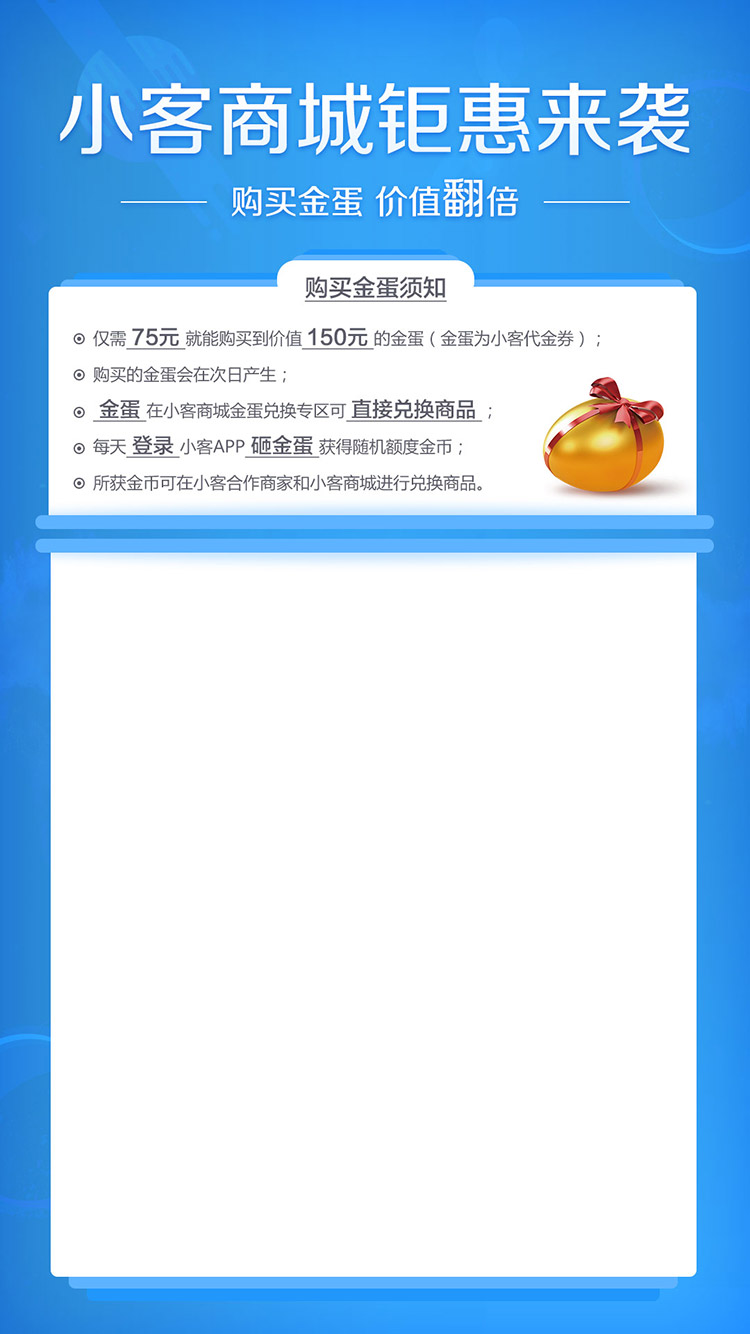 小客商城钜惠来袭
购买金蛋 价值翻倍
购买金蛋须知
仅需 75元 就能购买到价值 150元 的金蛋（金蛋为小客代金券）；
购买的金蛋会在次日产生；
金蛋 在小客商城金蛋兑换专区可 直接兑换商品 ；
每天 登录 小客APP 砸金蛋 获得随机额度金币；
所获金币可在小客合作商家和小客商城进行兑换商品。